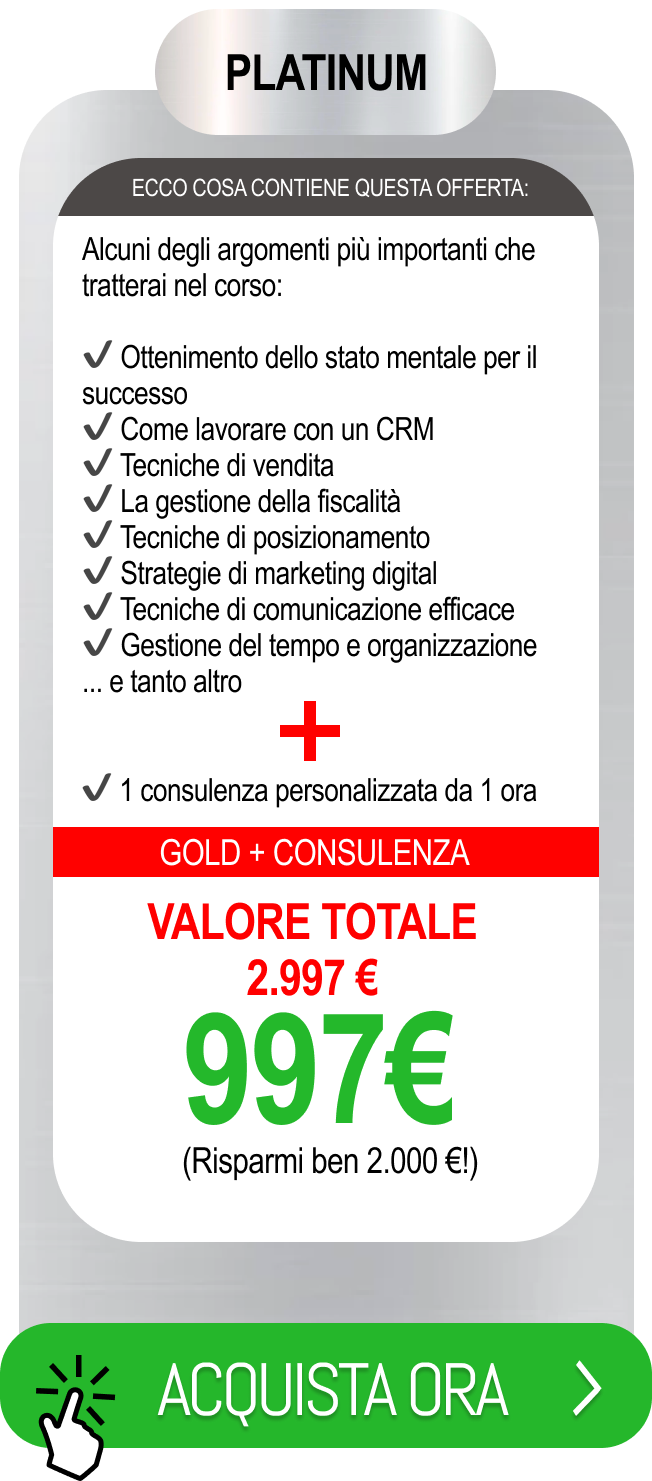 PLATINUM
ECCO COSA CONTIENE QUESTA OFFERTA:
Alcuni degli argomenti più importanti che
tratterai nel corso:
✔ Ottenimento dello stato mentale per il
successo
✔ Come lavorare con un CRM
✔ Tecniche di vendita
✔ La gestione della fiscalità
✔ Tecniche di posizionamento
✔ Strategie di marketing digital
✔ Tecniche di comunicazione efficace
✔ Gestione del tempo e organizzazione
... e tanto altro
+
✔ 1 consulenza personalizzata da 1 ora
GOLD + CONSULENZA
VALORE TOTALE
2.997 €
997€
(Risparmi ben 2.000 €!)
ACQUISTA ORA